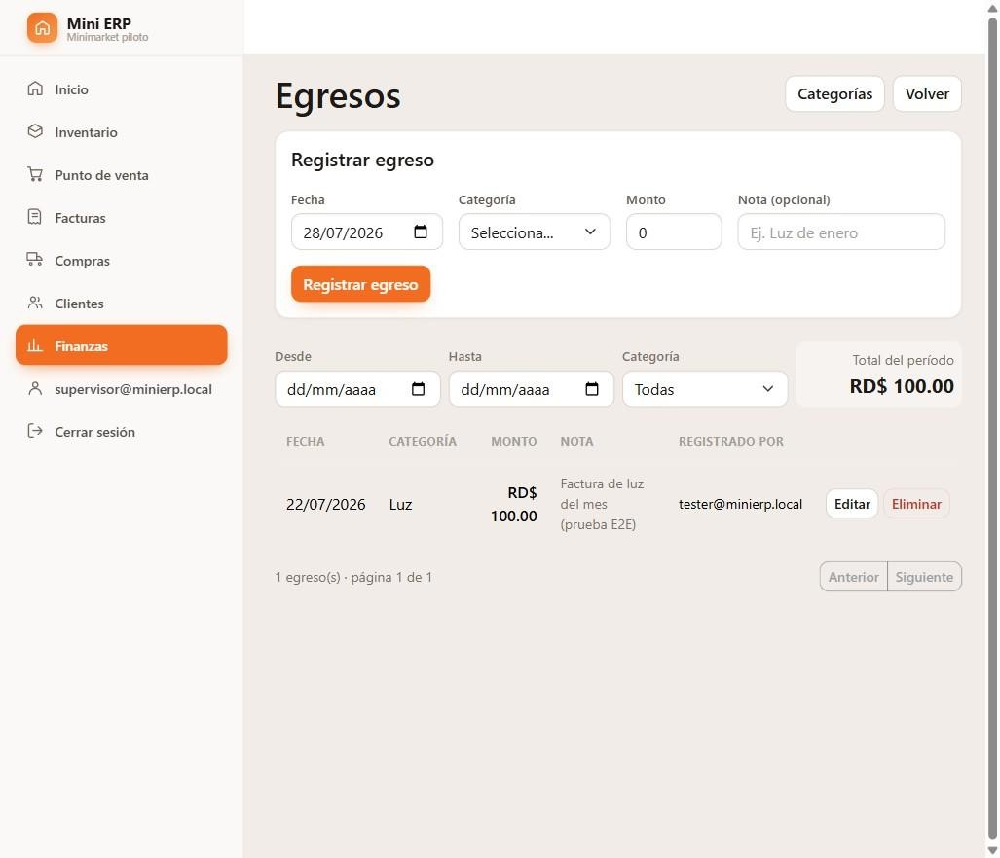 Mini ERP
Minimarket piloto
Inicio
Inventario
Punto de venta
Facturas
Compras
Clientes
Finanzas
supervisor@minierp.local
Cerrar sesión
Egresos
Categorías
Volver
Registrar egreso
Fecha
Categoría
Monto
Nota (opcional)
28/07/2026
Selecciona...
0
Ej. Luz de enero
Registrar egreso
Desde
Hasta
Categoría
dd/mm/aaaa
dd/mm/aaaa
Todas
Total del período
RD$ 100.00
FECHA
CATEGORÍA
MONTO
NOTA
REGISTRADO POR
22/07/2026
Luz
RD$
100.00
Factura de luz
del mes
(prueba E2E)
tester@minierp.local
Editar
Eliminar
1 egreso(s) · página 1 de 1
Anterior
Siguiente